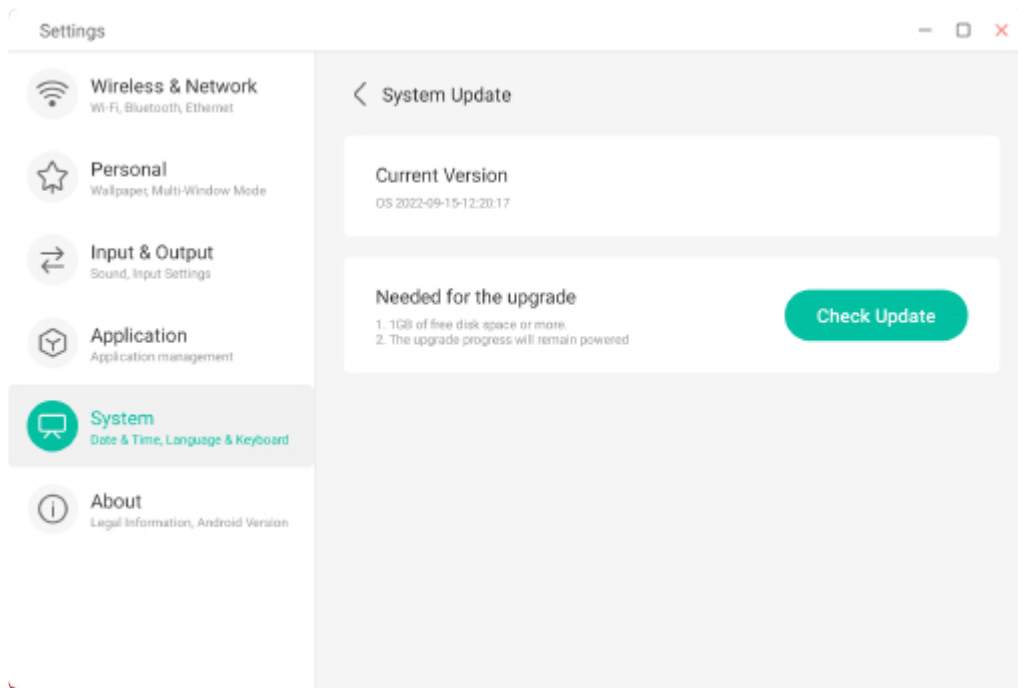 Settings
Wireless & Network
Wi-Fi, Bluetooth, Ethernet
Personal
Wallpaper, Multi-Window Mode
Input & Output
Sound, Input Settings
Application
Application management
System
Date & Time, Language & Keyboard
About
Legal Information, Android Version
System Update
Current Version
OS 2022-09-15-12:20:17
Needed for the upgrade
1. 1GB of free disk space or more.
2. The upgrade progress will remain powered
Check Update